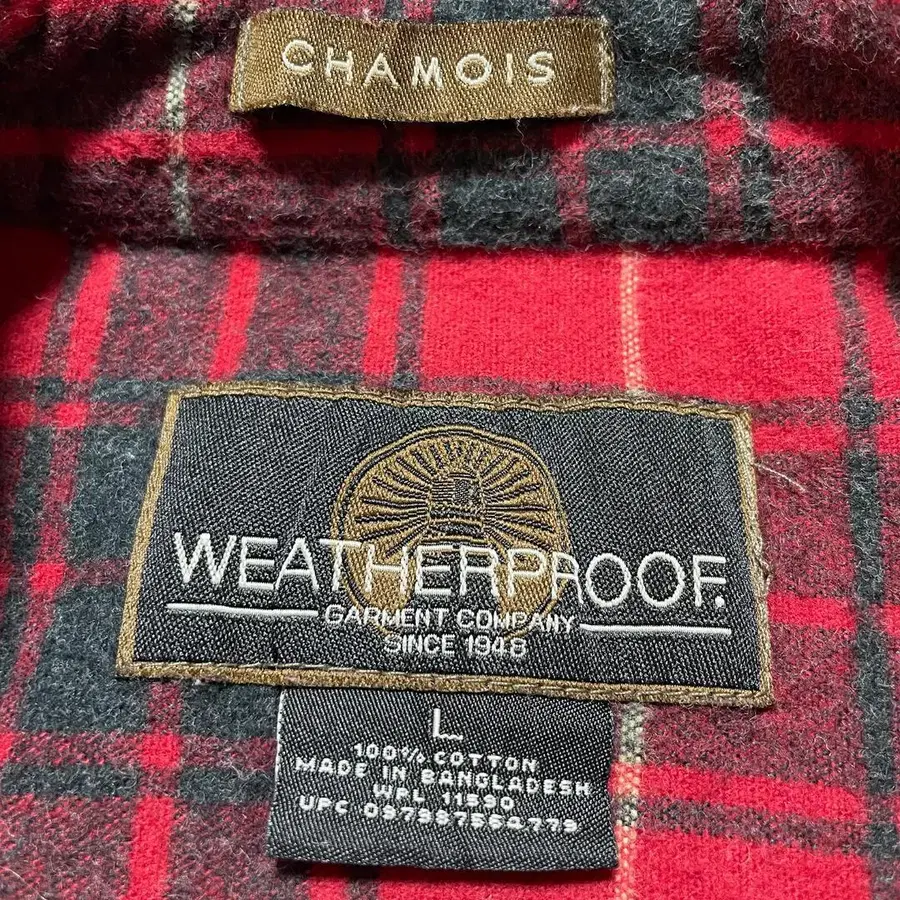 CHAMOIS
WEATHERPROOF.
GARMENT COMPANY
SINCE 1948
L
100% COTTON
MADE IN BANGLADESH
WPL 11590
UPC 097987564779